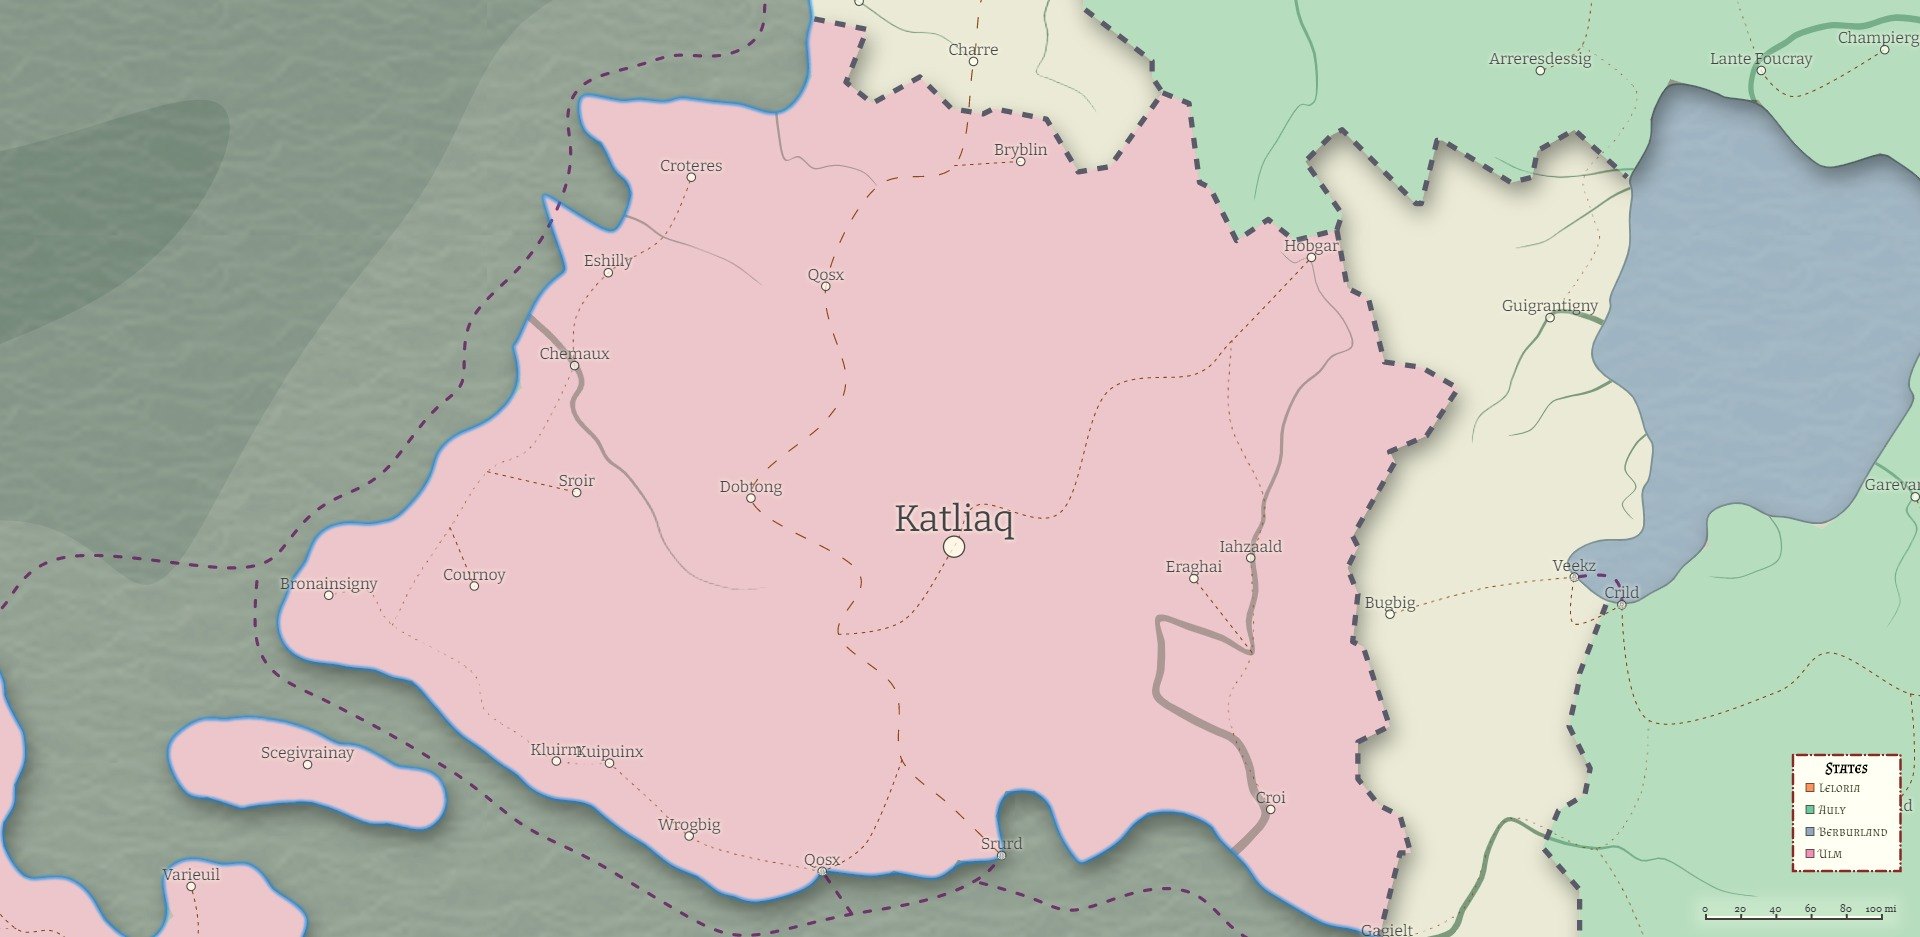 Charre
Arreresdessig
Lante Foucray
Champierg
Bryblin
Croteres
Hobgar
Eshilly
Qosx
Guigrantigny
Chemaux
Sroir
Dobtong
Garevar
Katliaq
Iahzaald
Eraghai
Veekz
Crild
Bugbig
Bronainsigny
Cournoy
Scegivrainay
Kluirm
Kuipuinx
Croi
Wrogbig
Srurd
Qosx
Varieuil
Gagielt
States
Leloria
Auly
d
Berburland
Ulm
0 20 40 60 80 100 mi